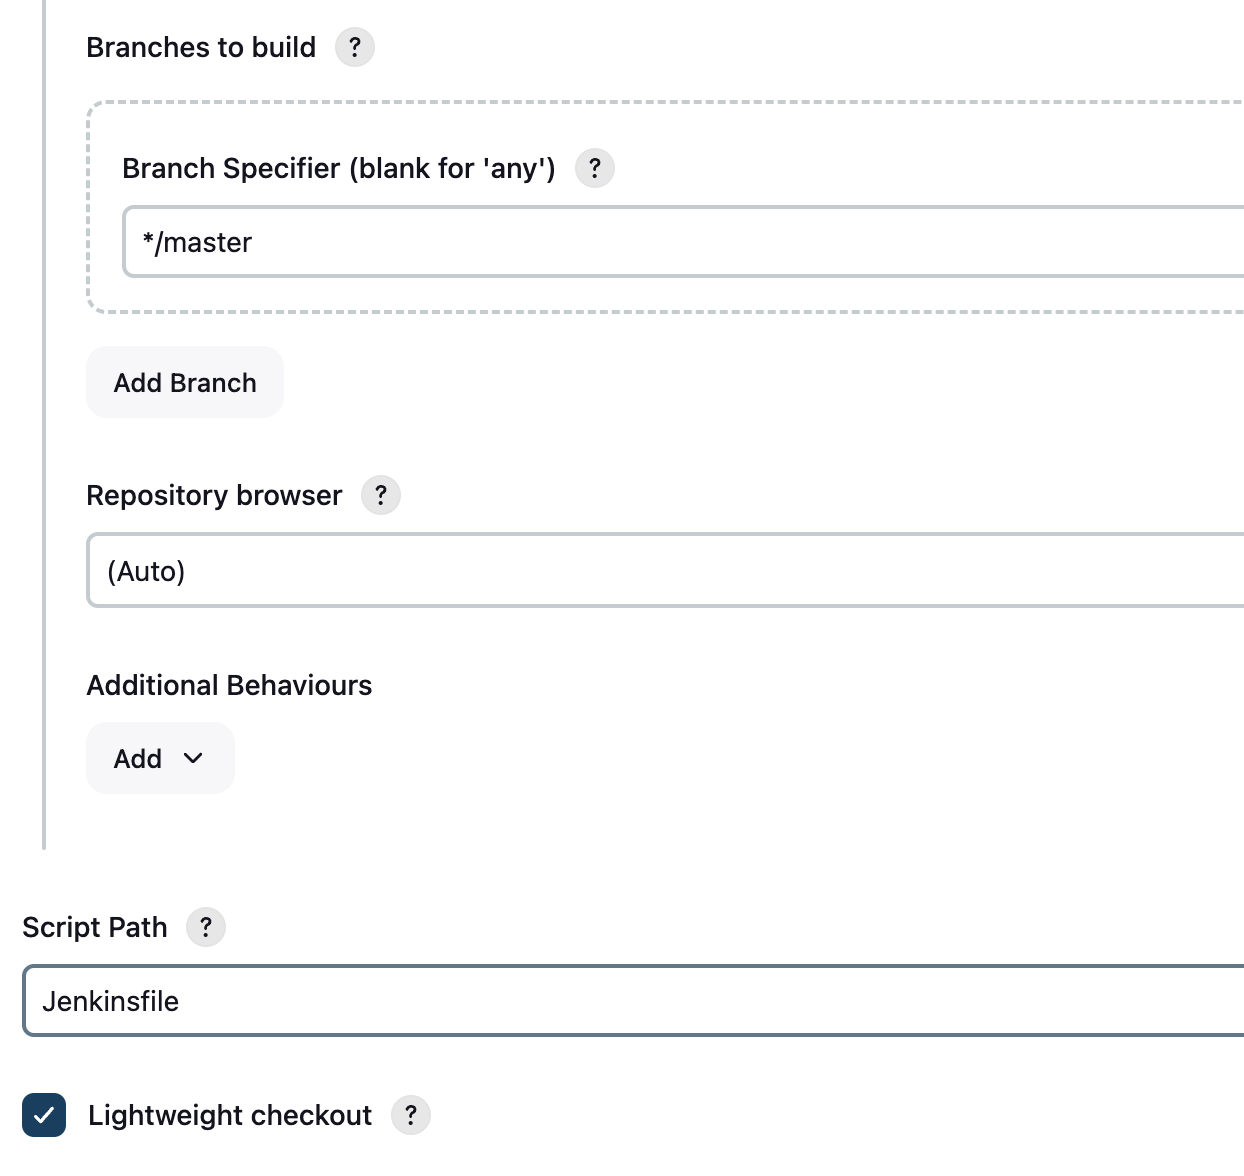 Branches to build ?
Branch Specifier (blank for 'any') ?
*/master
Add Branch
Repository browser ?
(Auto)
Additional Behaviours
Add
Script Path ?
Jenkinsfile
Lightweight checkout ?